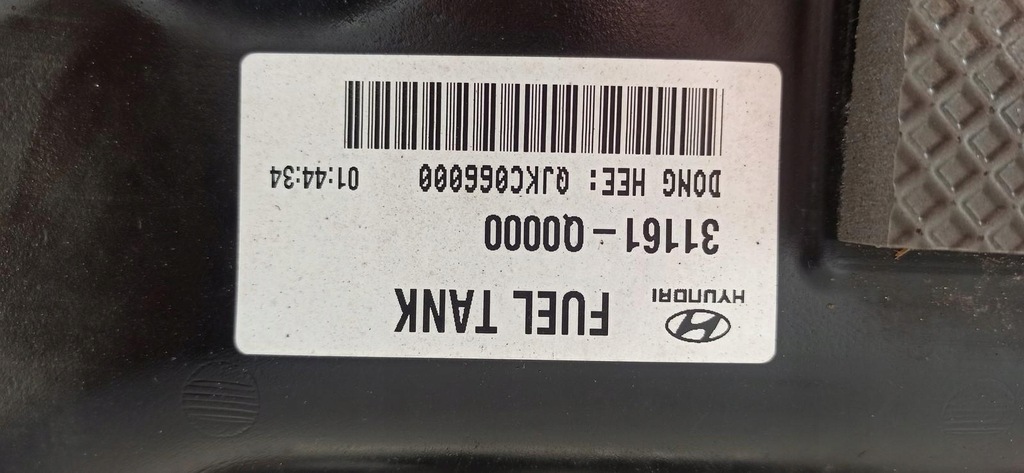 HYUNDAI FUEL TANK
31161-Q0000
DONG HEE: QJKC066000 01:44:34